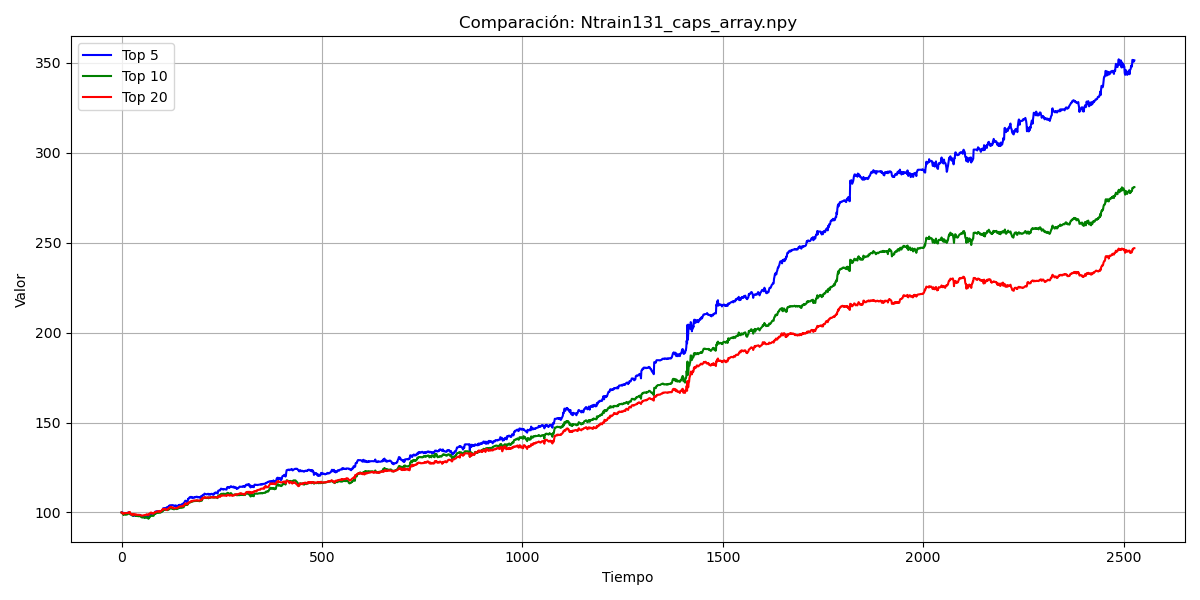 Comparación: Ntrain131_caps_array.npy
Top 5
Top 10
Top 20
350
300
250
200
150
100
Valor
0 500 1000 1500 2000 2500
Tiempo